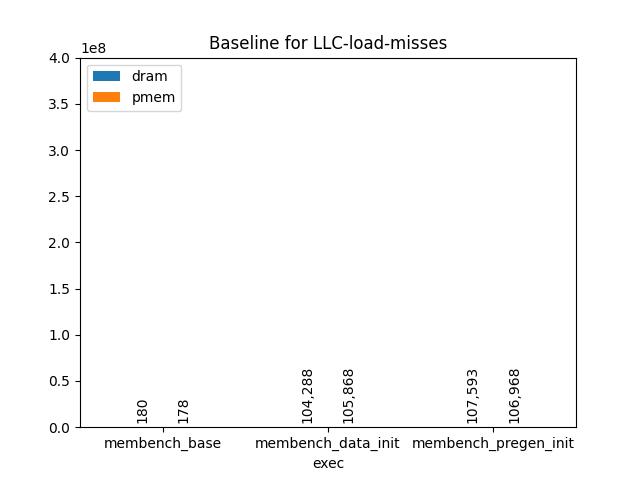 Baseline for LLC-load-misses
1e8
4.0
3.5
3.0
2.5
2.0
1.5
1.0
0.5
0.0
dram
pmem
180
178
104,288
105,868
107,593
106,968
membench_base
membench_data_init
membench_pregen_init
exec